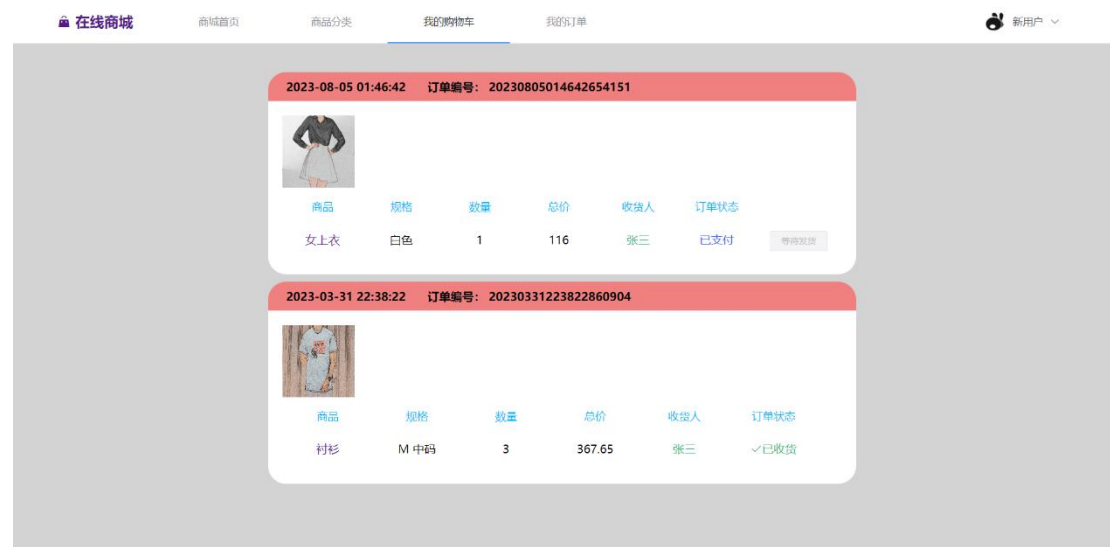 在线商城 商城首页 商品分类 我的购物车 我的订单 新用户
2023-08-05 01:46:42 订单编号： 20230805014642654151
商品 规格 数量 总价 收货人 订单状态
女上衣 白色 1 116 张三 已支付 等待发货
2023-03-31 22:38:22 订单编号： 20230331223822860904
商品 规格 数量 总价 收货人 订单状态
衬衫 M 中码 3 367.65 张三 已收货